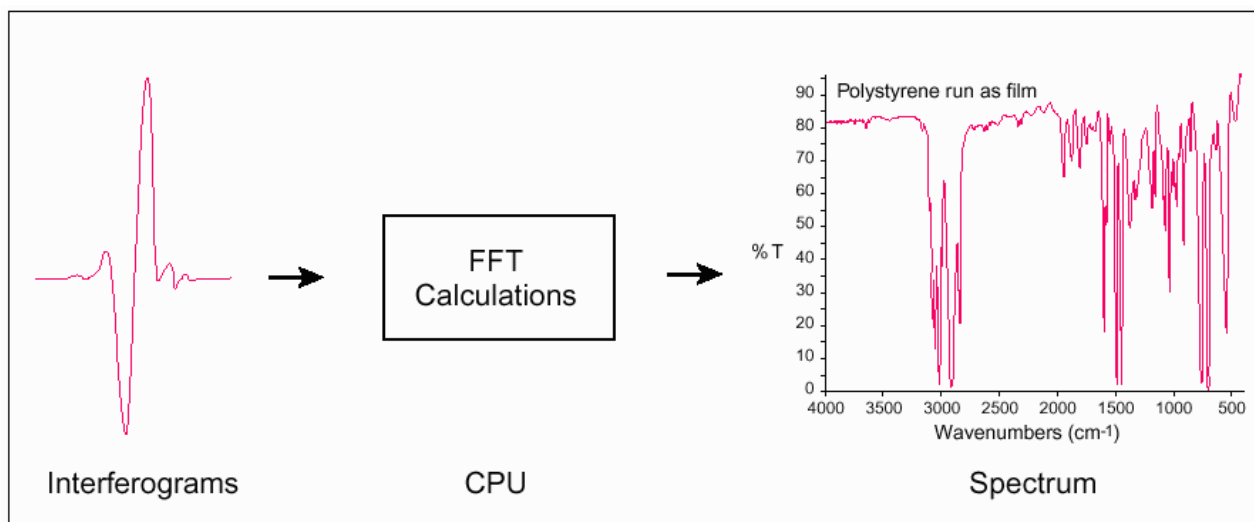 Polystyrene run as film
90
80
70
60
50
% T
40
30
20
10
0
4000 3500 3000 2500 2000 1500 1000 500
Wavenumbers (cm-1)
FFT
Calculations
Interferograms
CPU
Spectrum